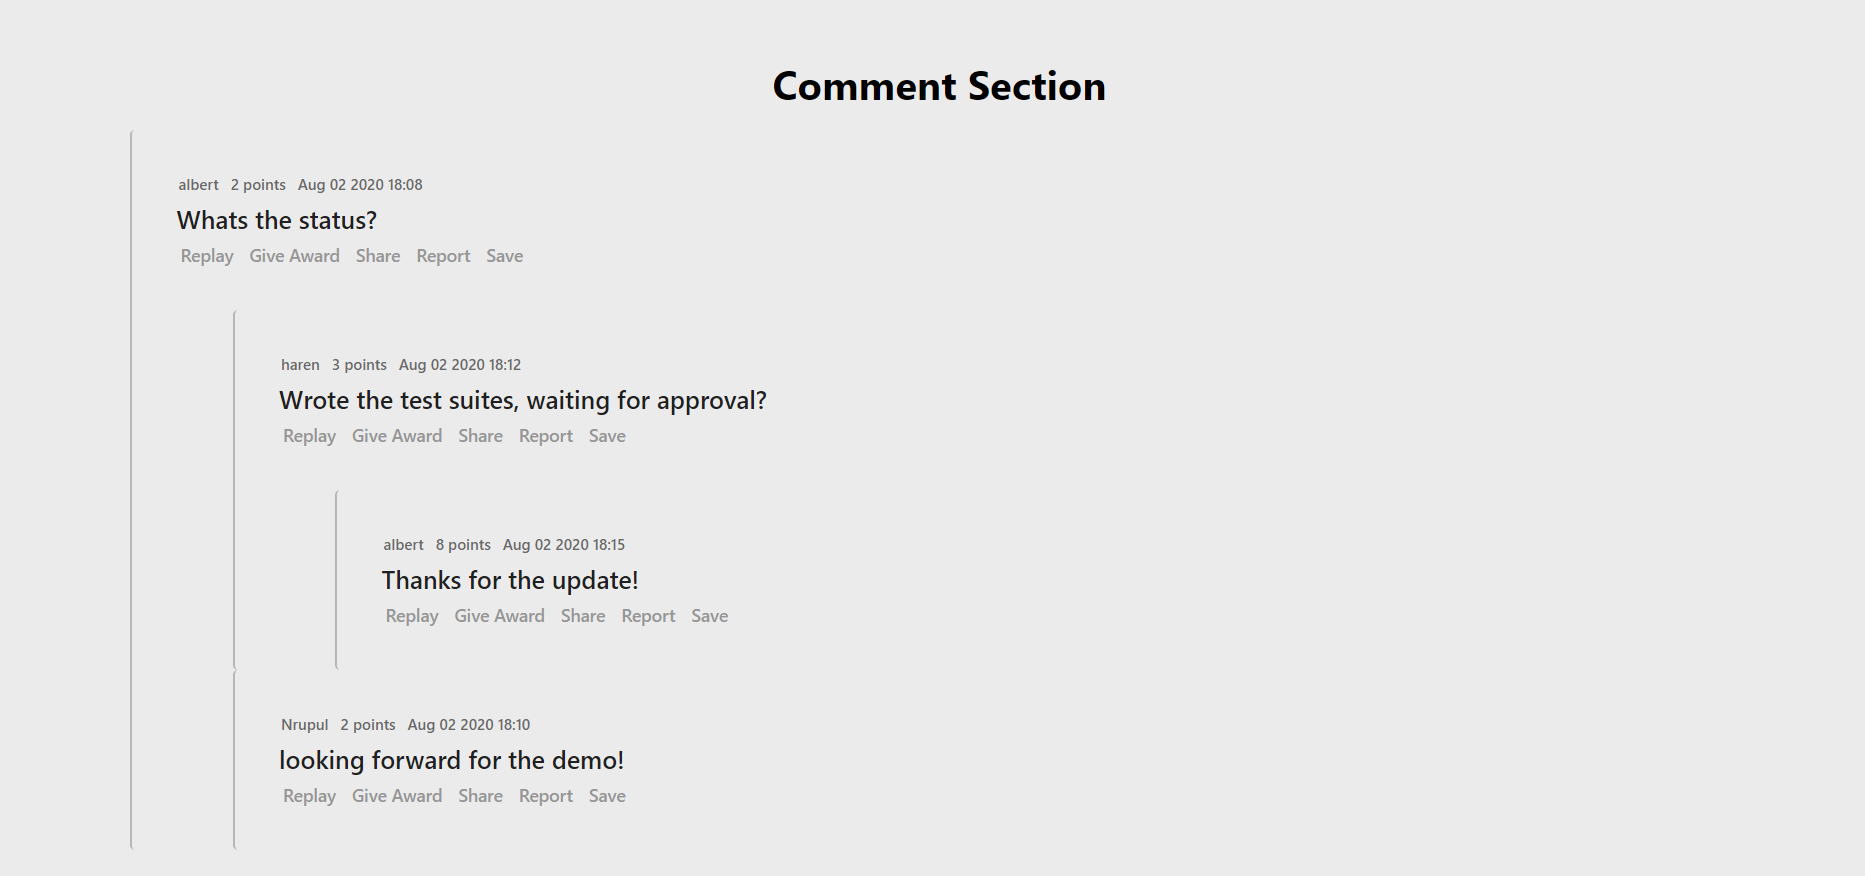 Comment Section
albert 2 points Aug 02 2020 18:08
Whats the status?
Replay Give Award Share Report Save
haren 3 points Aug 02 2020 18:12
Wrote the test suites, waiting for approval?
Replay Give Award Share Report Save
albert 8 points Aug 02 2020 18:15
Thanks for the update!
Replay Give Award Share Report Save
Nrupul 2 points Aug 02 2020 18:10
looking forward for the demo!
Replay Give Award Share Report Save